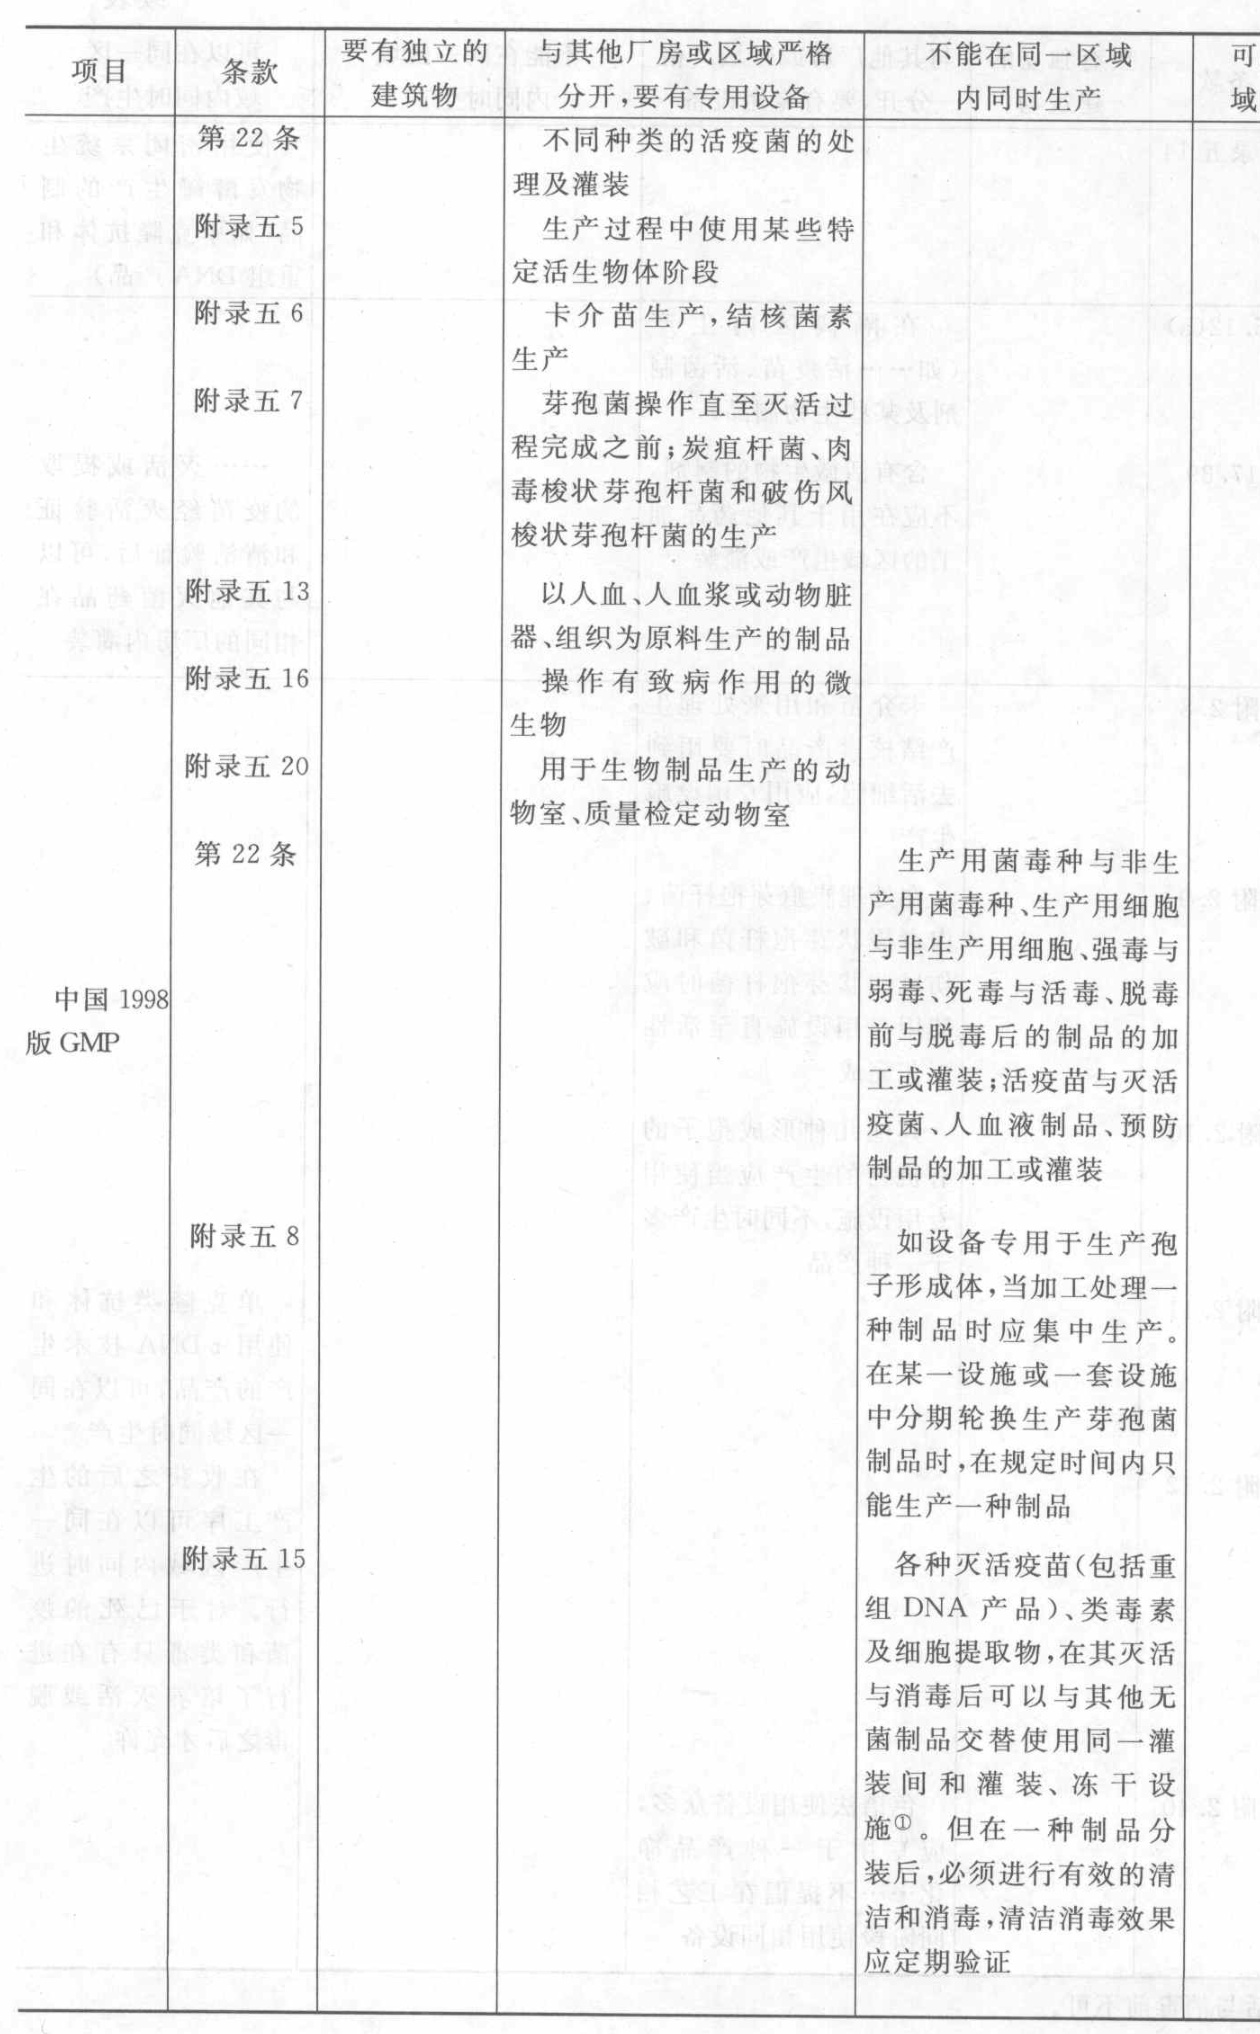 项目
条款
要有独立的
建筑物
与其他厂房或区域严格
分开,要有专用设备
不能在同一区域
内同时生产
可
域
中国 1998
版 GMP
第 22 条
不同种类的活疫菌的处
理及灌装
附录五 5
生产过程中使用某些特
定活生物体阶段
附录五 6
卡介苗生产,结核菌素
生产
附录五 7
芽孢菌操作直至灭活过
程完成之前;炭疽杆菌、肉
毒梭状芽孢杆菌和破伤风
梭状芽孢杆菌的生产
附录五 13
以人血、人血浆或动物脏
器、组织为原料生产的制品
附录五 16
操作有致病作用的微
生物
附录五 20
用于生物制品生产的动
物室、质量检定动物室
第 22 条
生产用菌毒种与非生
产用菌毒种、生产用细胞
与非生产用细胞、强毒与
弱毒、死毒与活毒、脱毒
前与脱毒后的制品的加
工或灌装;活疫苗与灭活
疫菌、人血液制品、预防
制品的加工或灌装
附录五 8
如设备专用于生产孢
子形成体,当加工处理一
种制品时应集中生产。
在某一设施或一套设施
中分期轮换生产芽孢菌
制品时,在规定时间内只
能生产一种制品
附录五 15
各种灭活疫苗(包括重
组 DNA 产品)、类毒素
及细胞提取物,在其灭活
与消毒后可以与其他无
菌制品交替使用同一灌
装间和灌装、冻干设
施①。但在一种制品分
装后,必须进行有效的清
洁和消毒,清洁消毒效果
应定期验证